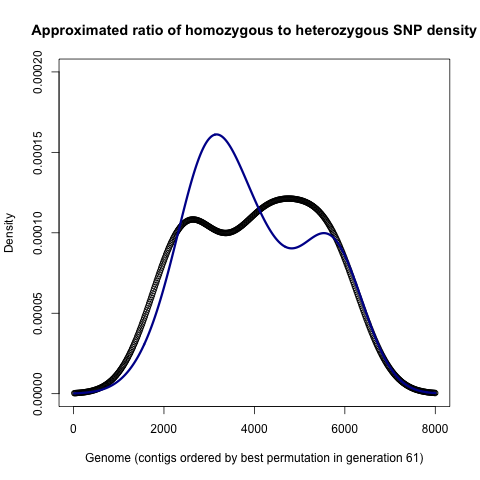 Approximated ratio of homozygous to heterozygous SNP density
0.00020
0.00015
0.00010
0.00005
0.00000
Density
0 2000 4000 6000 8000
Genome (contigs ordered by best permutation in generation 61)